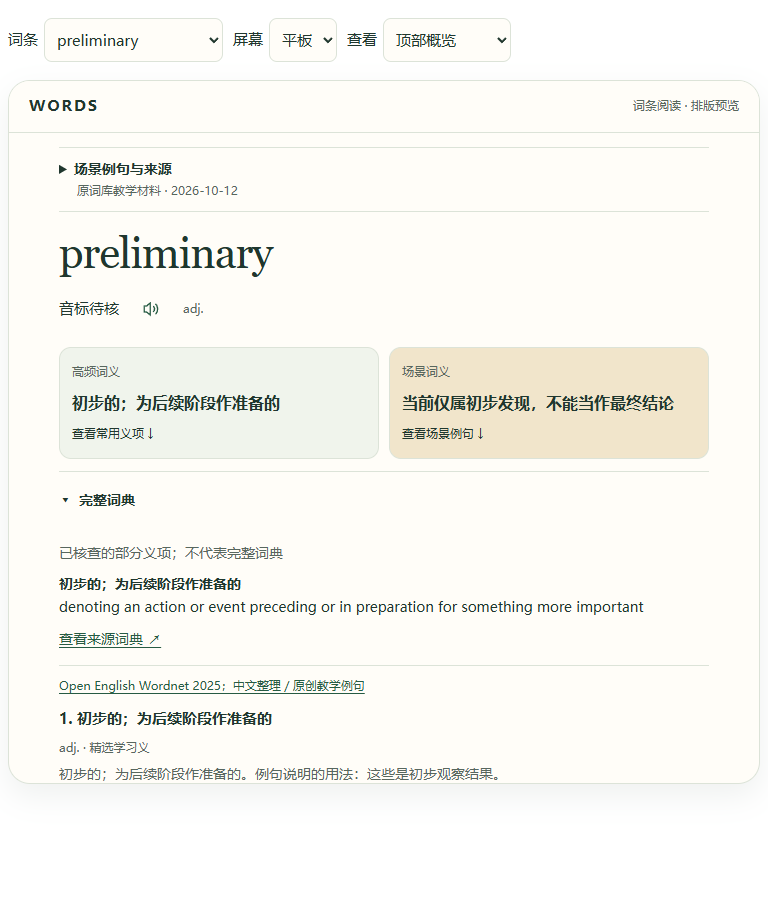 词条 preliminary 屏幕 平板 查看 顶部概览
WORDS 词条阅读 · 排版预览
▶ 场景例句与来源
原词库教学材料 · 2026-10-12
preliminary
音标待核 adj.
高频词义
初步的；为后续阶段作准备的
查看常用义项 ↓
场景词义
当前仅属初步发现，不能当作最终结论
查看场景例句 ↓
▼ 完整词典
已核查的部分义项；不代表完整词典
初步的；为后续阶段作准备的
denoting an action or event preceding or in preparation for something more important
查看来源词典 ↗
Open English Wordnet 2025；中文整理 / 原创教学例句
1. 初步的；为后续阶段作准备的
adj. · 精选学习义
初步的；为后续阶段作准备的。例句说明的用法：这些是初步观察结果。